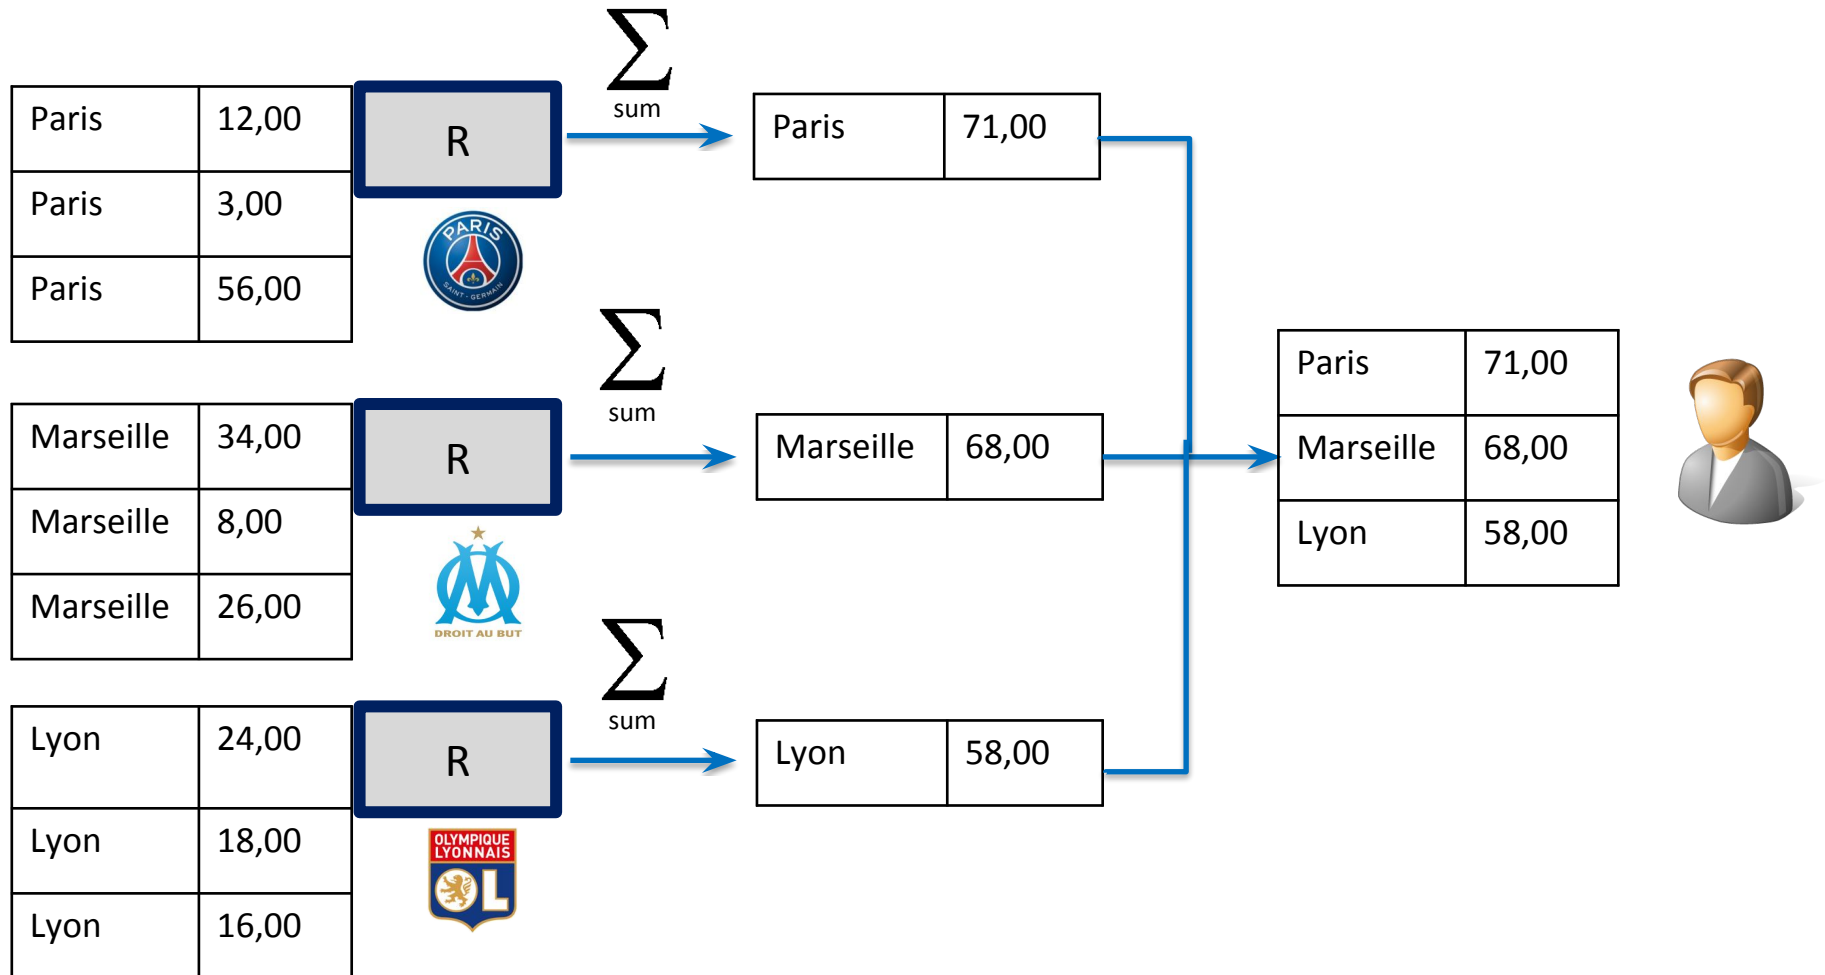 Σ
sum
Paris 12,00
Paris 3,00
Paris 56,00
R
PARIS
SAINT-GERMAIN
Paris 71,00
Σ
sum
Marseille 34,00
Marseille 8,00
Marseille 26,00
R
DROIT AU BUT
Marseille 68,00
Σ
sum
Lyon 24,00
Lyon 18,00
Lyon 16,00
R
OLYMPIQUE
LYONNAIS
OL
Lyon 58,00
Paris 71,00
Marseille 68,00
Lyon 58,00